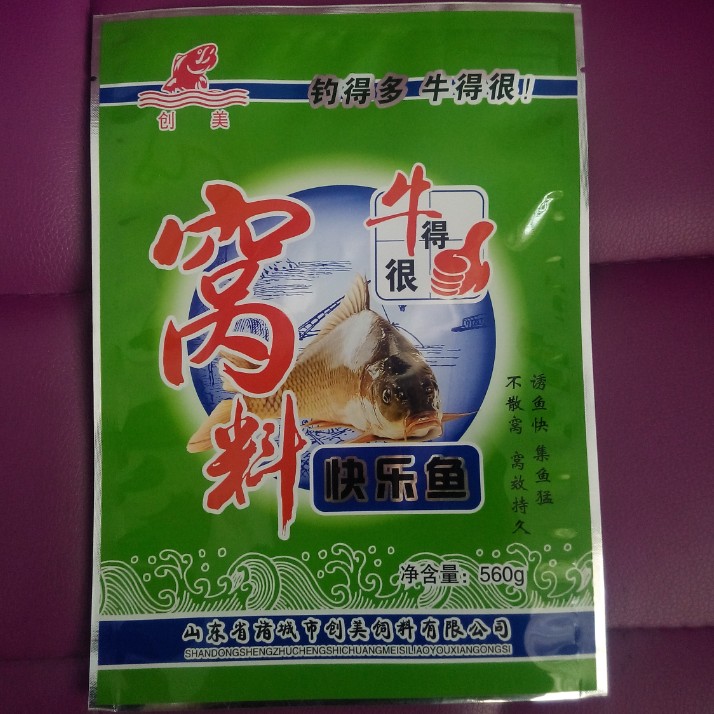 创美
钓得多 牛得很!
牛
得
很
窝料
快乐鱼
诱鱼快 集鱼猛
不散窝 窝效持久
净含量:560g
山东省诸城市创美饲料有限公司
SHANDONGSHENGZHUCHENGSHICHUANGMEISILIAOYOUXIANGONGSI